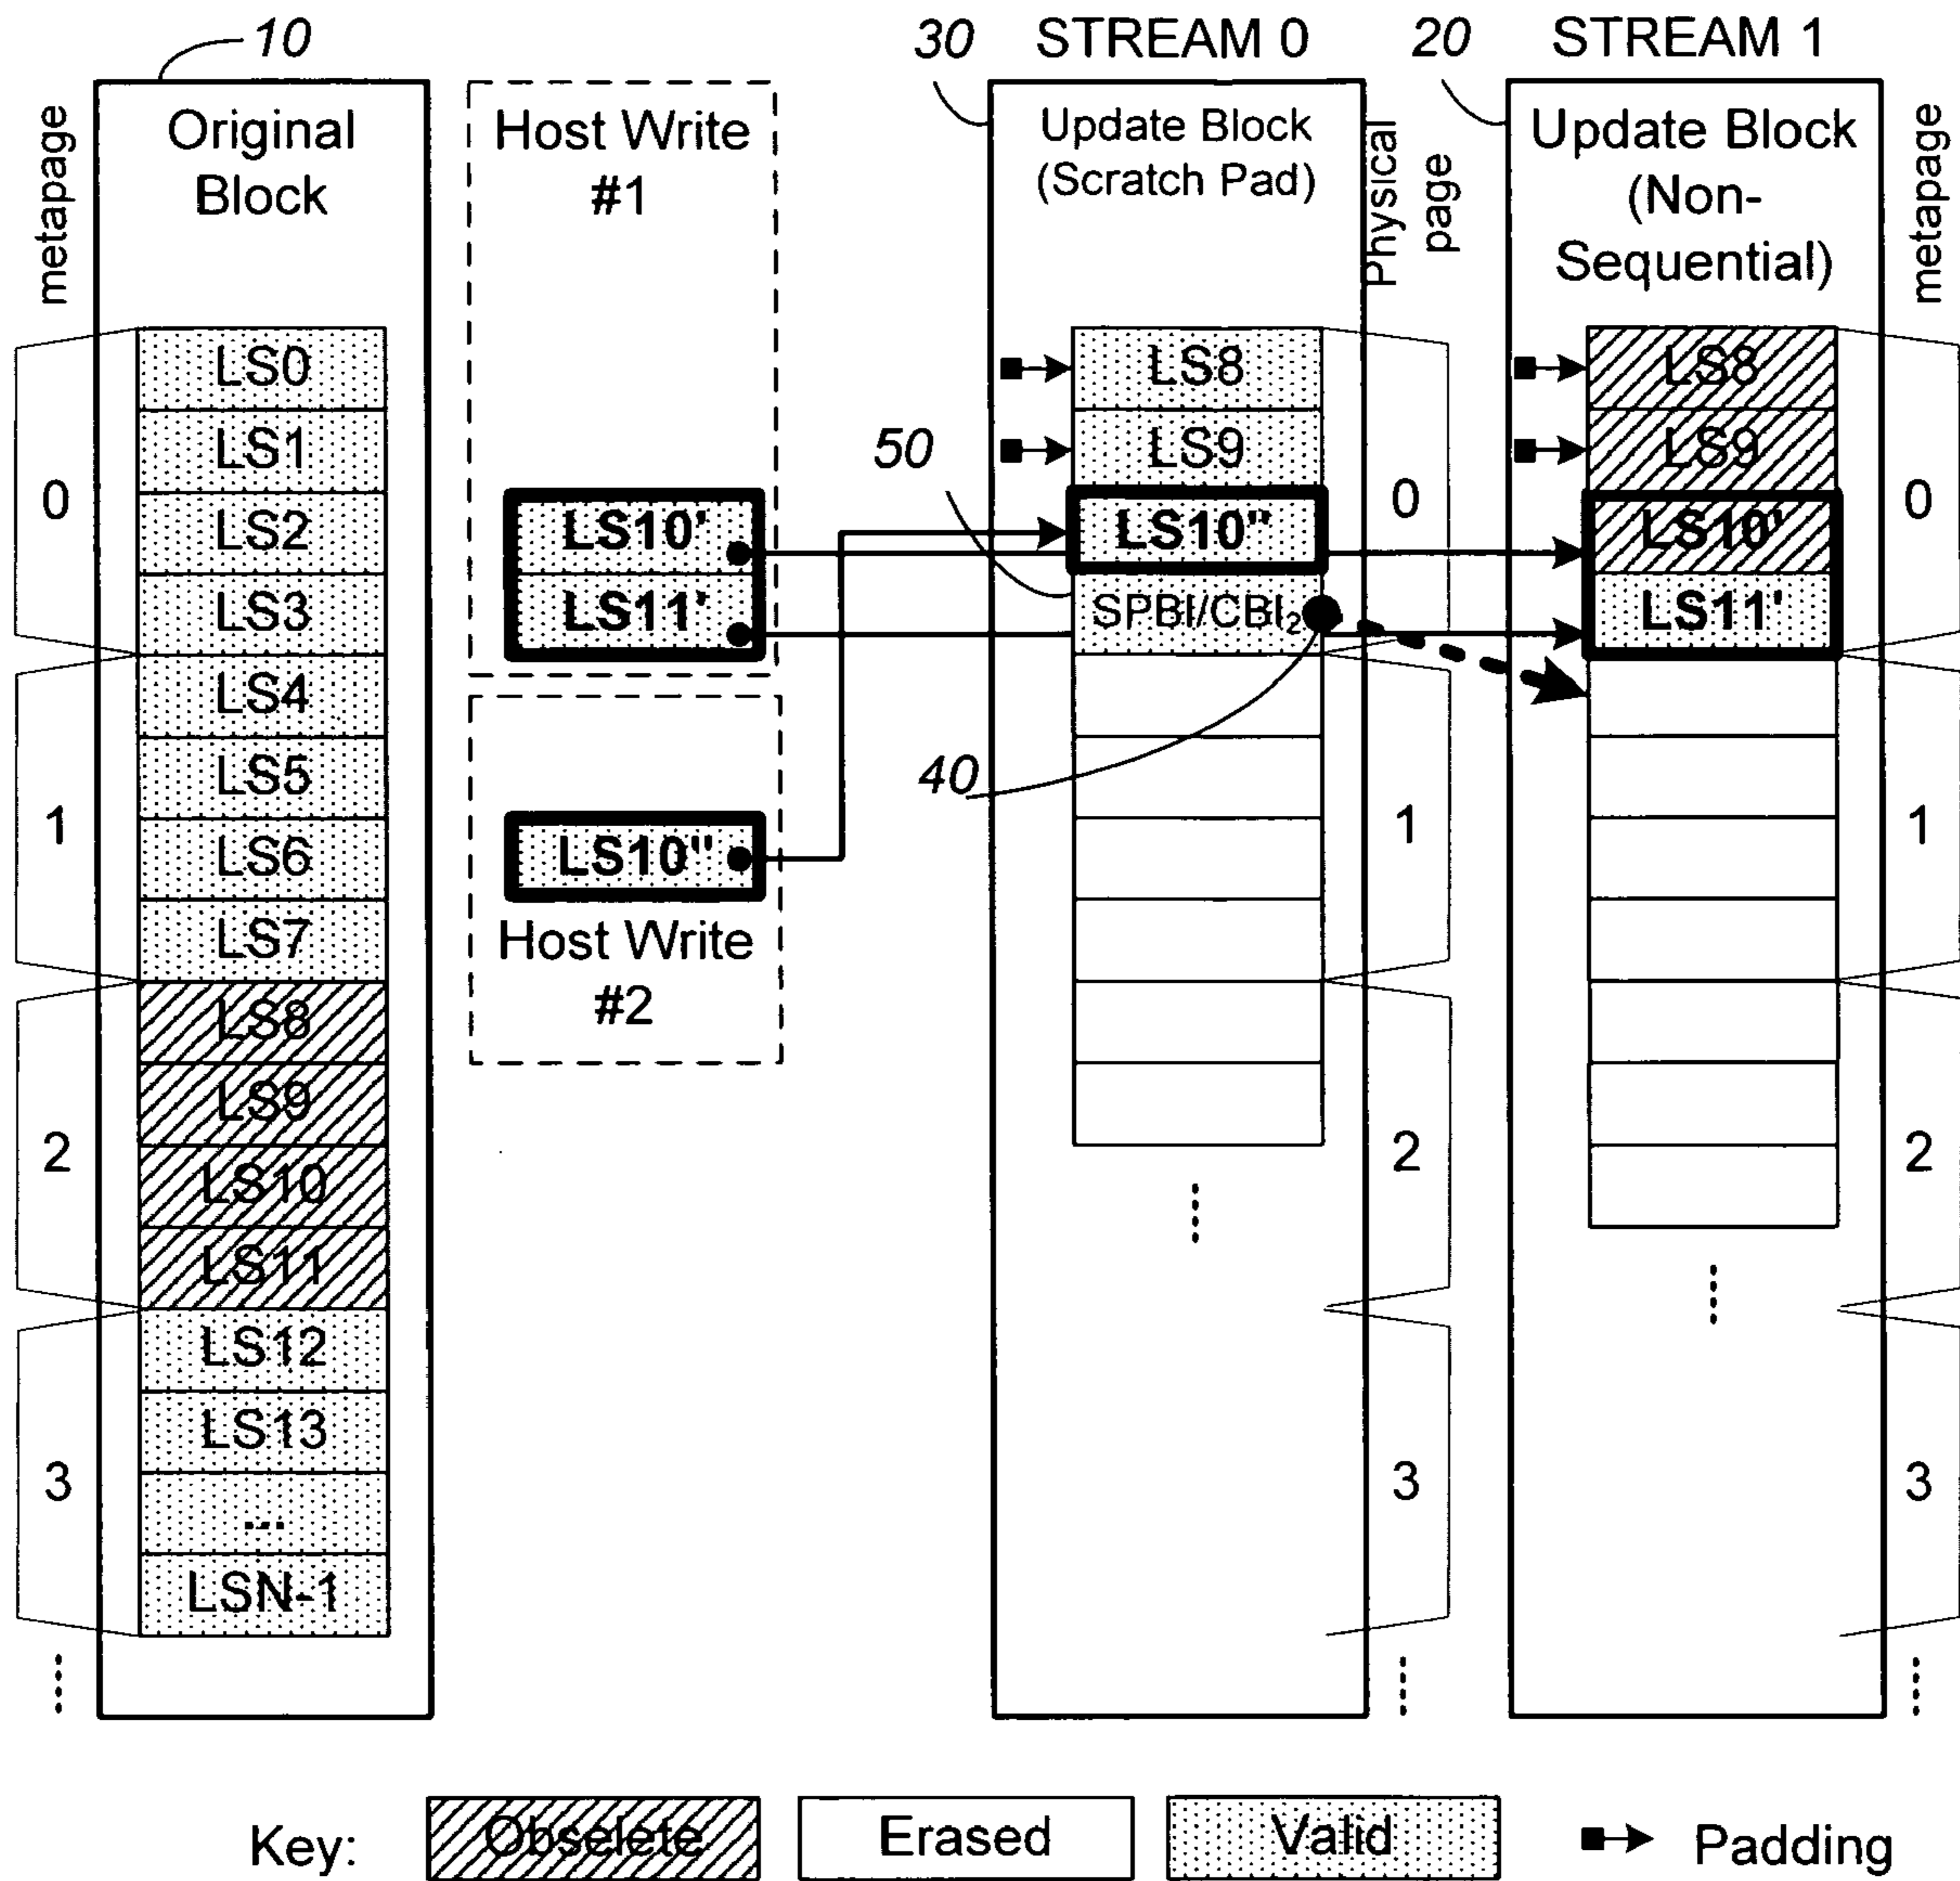 10
metapage
Original
Block
0
1
2
3
LS0
LS1
LS2
LS3
LS4
LS5
LS6
LS7
LS8
LS9
LS10
LS11
LS12
LS13
...
LSN-1
Host Write
#1
LS10'
LS11'
LS10"
Host Write
#2
30
STREAM 0
Update Block
(Scratch Pad)
Physical
page
LS8
LS9
50
LS10"
SPBI/CBI₂
40
0
1
2
3
20
STREAM 1
Update Block
(Non-
Sequential)
metapage
LS8
LS9
LS10'
LS11'
0
1
2
3
Key:
Obselete
Erased
Valid
Padding